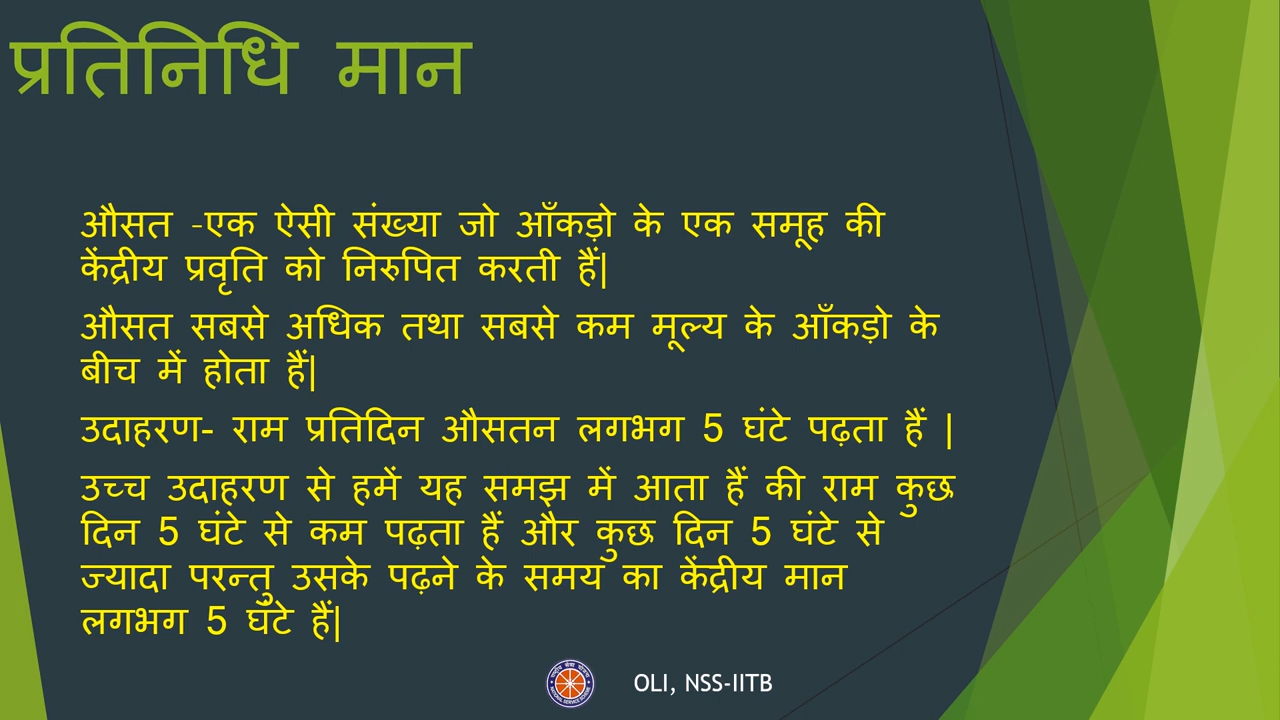 प्रतिनिधि मान
औसत -एक ऐसी संख्या जो आँकड़ो के एक समूह की
केंद्रीय प्रवृति को निरुपित करती हैं|
औसत सबसे अधिक तथा सबसे कम मूल्य के आँकड़ो के
बीच में होता हैं|
उदाहरण- राम प्रतिदिन औसतन लगभग 5 घंटे पढ़ता हैं |
उच्च उदाहरण से हमें यह समझ में आता हैं की राम कुछ
दिन 5 घंटे से कम पढ़ता हैं और कुछ दिन 5 घंटे से
ज्यादा परन्तु उसके पढ़ने के समय का केंद्रीय मान
लगभग 5 घंटे हैं|
OLI, NSS-IITB